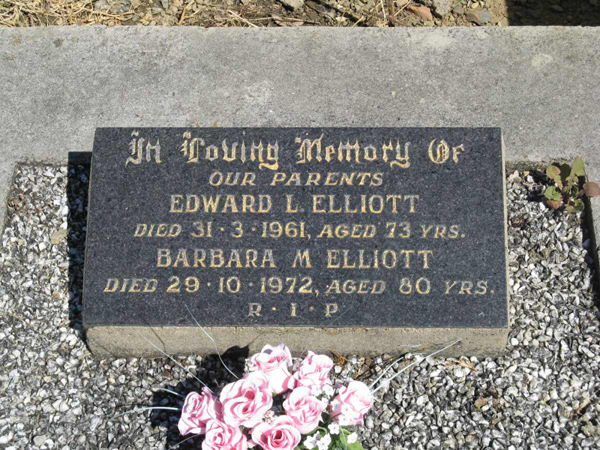 In Loving Memory Of
OUR PARENTS
EDWARD L. ELLIOTT
DIED 31·3·1961, AGED 73 YRS.
BARBARA M ELLIOTT
DIED 29·10·1972, AGED 80 YRS.
R·I·P